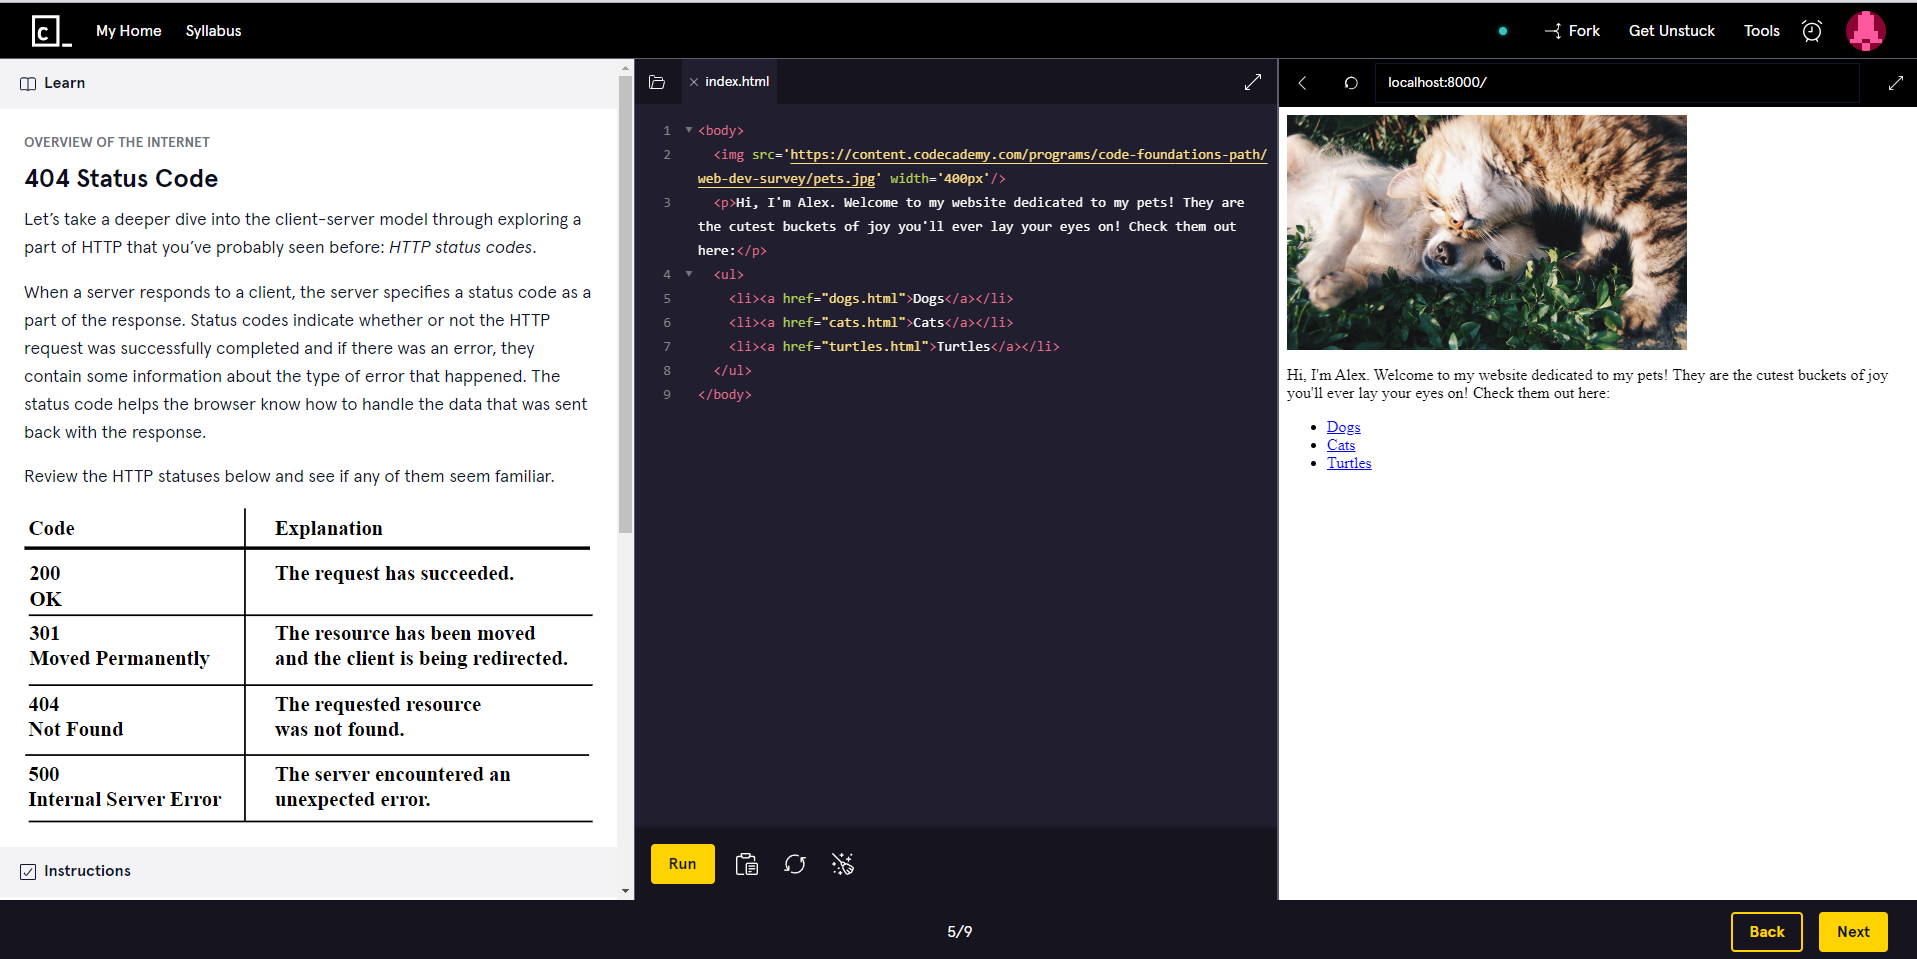 c_ My Home Syllabus Fork Get Unstuck Tools
Learn
OVERVIEW OF THE INTERNET
404 Status Code
Let’s take a deeper dive into the client-server model through exploring a
part of HTTP that you’ve probably seen before: HTTP status codes.
When a server responds to a client, the server specifies a status code as a
part of the response. Status codes indicate whether or not the HTTP
request was successfully completed and if there was an error, they
contain some information about the type of error that happened. The
status code helps the browser know how to handle the data that was sent
back with the response.
Review the HTTP statuses below and see if any of them seem familiar.
Code Explanation
200 The request has succeeded.
OK
301 The resource has been moved
Moved Permanently and the client is being redirected.
404 The requested resource
Not Found was not found.
500 The server encountered an
Internal Server Error unexpected error.
Instructions
index.html
1 <body>
2 <img src='https://content.codecademy.com/programs/code-foundations-path/
web-dev-survey/pets.jpg' width='400px'/>
3 <p>Hi, I'm Alex. Welcome to my website dedicated to my pets! They are
the cutest buckets of joy you'll ever lay your eyes on! Check them out
here:</p>
4 <ul>
5 <li><a href="dogs.html">Dogs</a></li>
6 <li><a href="cats.html">Cats</a></li>
7 <li><a href="turtles.html">Turtles</a></li>
8 </ul>
9 </body>
Run
localhost:8000/
Hi, I'm Alex. Welcome to my website dedicated to my pets! They are the cutest buckets of joy
you'll ever lay your eyes on! Check them out here:
Dogs
Cats
Turtles
5/9
Back Next